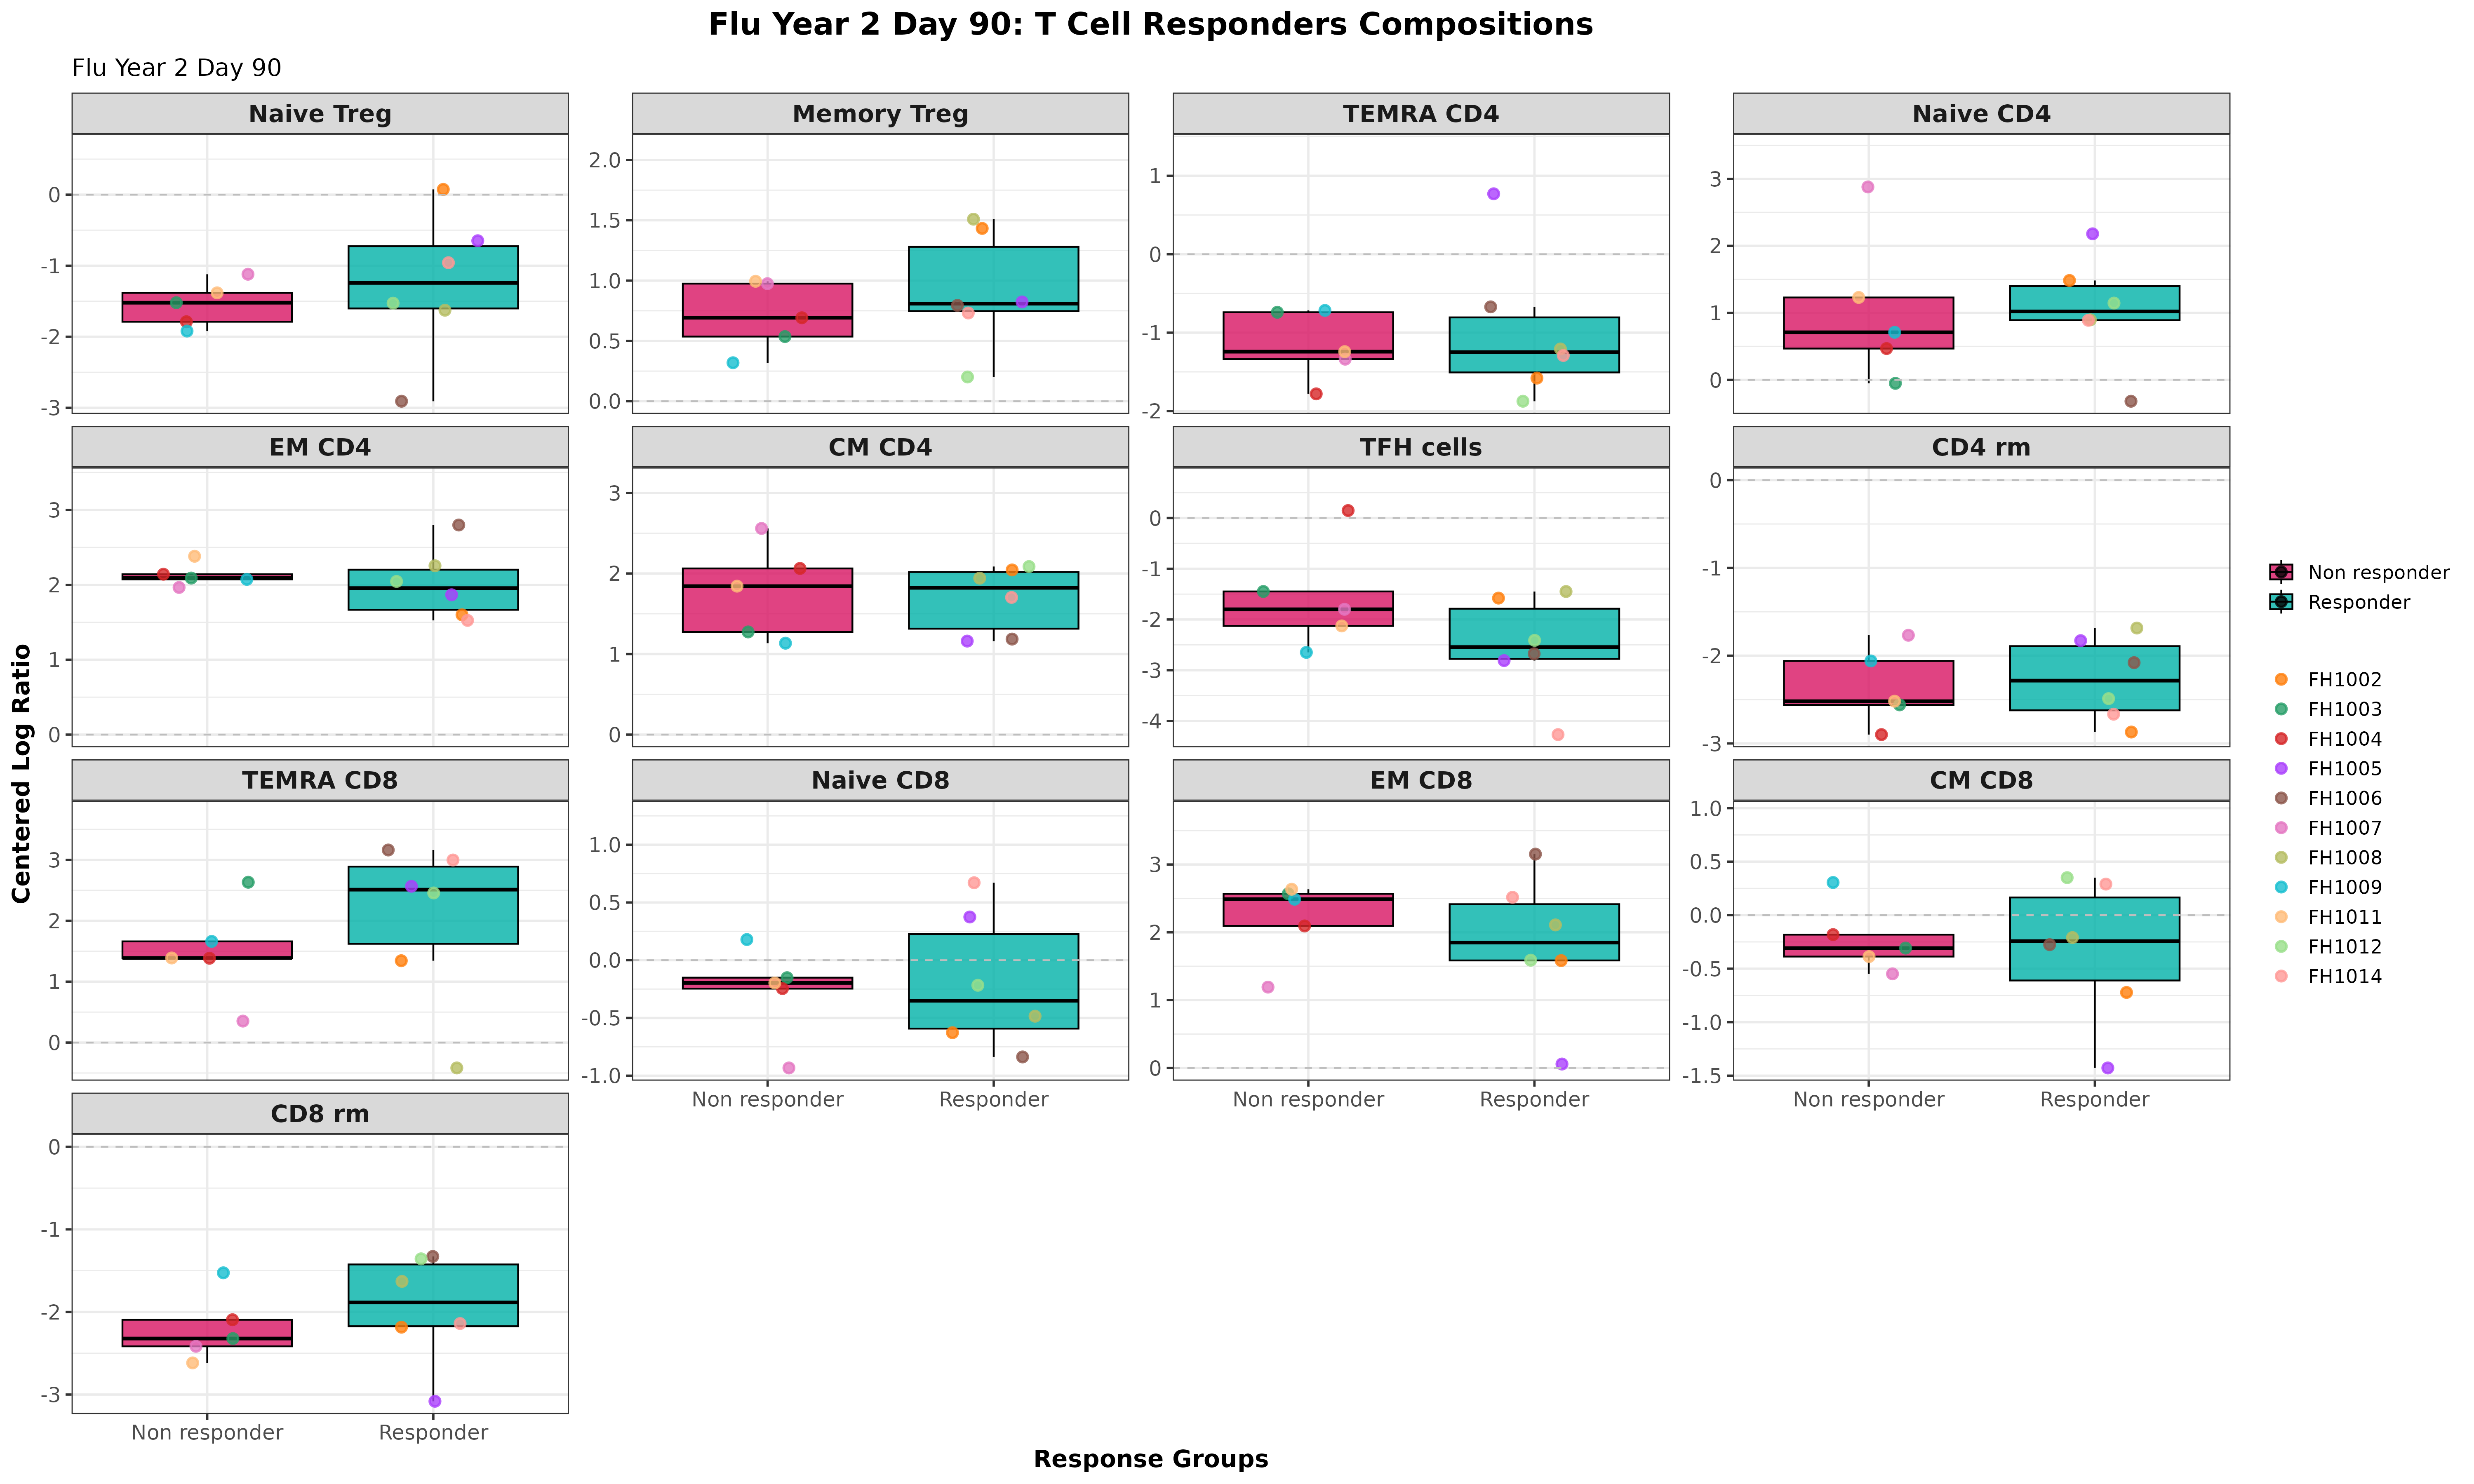 Flu Year 2 Day 90: T Cell Responders Compositions
Flu Year 2 Day 90
Naive Treg
Memory Treg
TEMRA CD4
Naive CD4
0
-1
-2
-3
2.0
1.5
1.0
0.5
0.0
1
0
-1
-2
3
2
1
0
EM CD4
CM CD4
TFH cells
CD4 rm
3
2
1
0
3
2
1
0
0
-1
-2
-3
-4
0
-1
-2
-3
TEMRA CD8
Naive CD8
EM CD8
CM CD8
3
2
1
0
1.0
0.5
0.0
-0.5
-1.0
3
2
1
0
1.0
0.5
0.0
-0.5
-1.0
-1.5
Non responder
Responder
Non responder
Responder
Non responder
Responder
CD8 rm
0
-1
-2
-3
Non responder
Responder
Centered Log Ratio
Response Groups
Non responder
Responder
FH1002
FH1003
FH1004
FH1005
FH1006
FH1007
FH1008
FH1009
FH1011
FH1012
FH1014